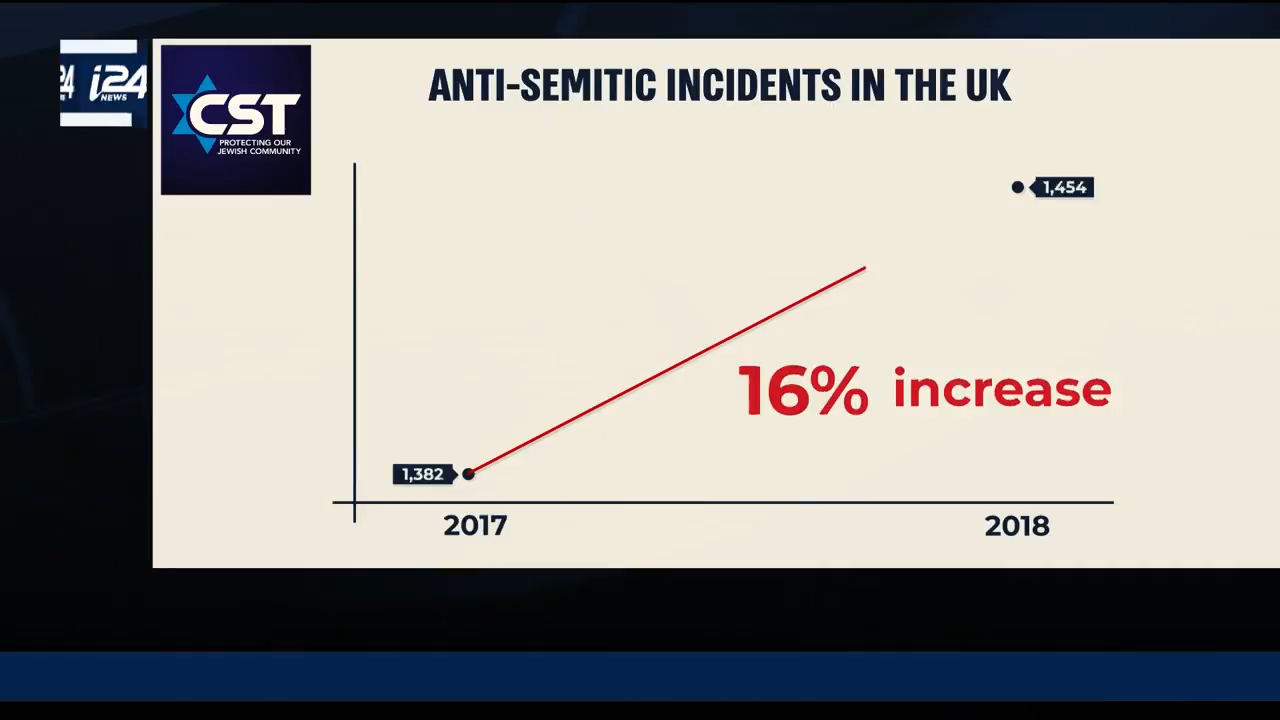 24
i24
NEWS
CST
PROTECTING OUR
JEWISH COMMUNITY
ANTI-SEMITIC INCIDENTS IN THE UK
1,454
16% increase
1,382
2017 2018